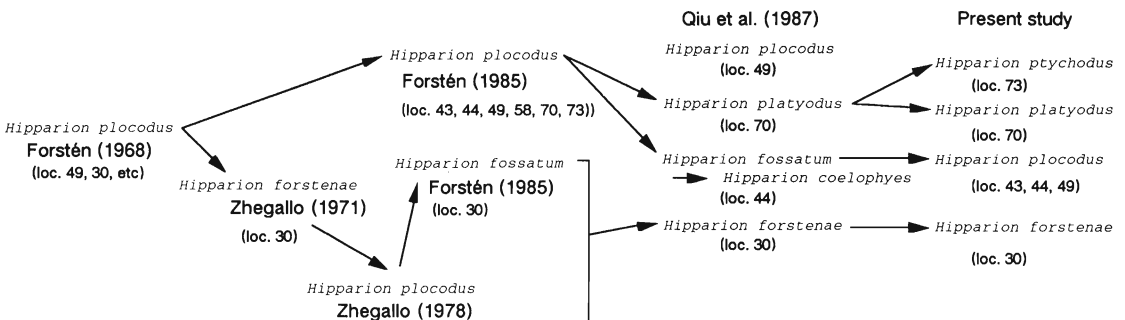 Qiu et al. (1987)
Present study
Hipparion plocodus
Forstén (1968)
(loc. 49, 30, etc)
Hipparion plocodus
Forstén (1985)
(loc. 43, 44, 49, 58, 70, 73))
Hipparion forstenae
Zhegallo (1971)
(loc. 30)
Hipparion fossatum
Forstén (1985)
(loc. 30)
Hipparion plocodus
Zhegallo (1978)
Hipparion plocodus
(loc. 49)
Hipparion platyodus
(loc. 70)
Hipparion fossatum
Hipparion coelophyes
(loc. 44)
Hipparion forstenae
(loc. 30)
Hipparion ptychodus
(loc. 73)
Hipparion platyodus
(loc. 70)
Hipparion plocodus
(loc. 43, 44, 49)
Hipparion forstenae
(loc. 30)